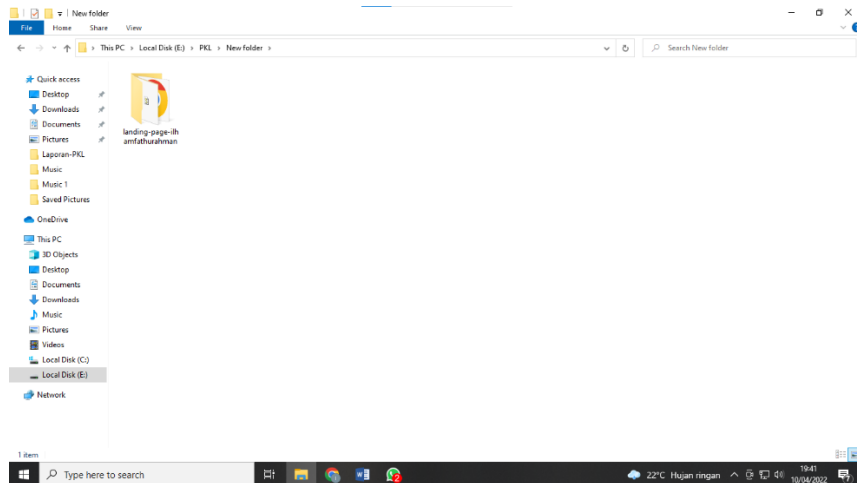 New folder
File Home Share View
This PC Local Disk (E:) PKL New folder
Search New folder
Quick access
Desktop
Downloads
Documents
Pictures
Laporan-PKL
Music
Music 1
Saved Pictures
OneDrive
This PC
3D Objects
Desktop
Documents
Downloads
Music
Pictures
Videos
Local Disk (C:)
Local Disk (E:)
Network
landing-page-ilh
amfathurahman
1 item
Type here to search
2
22°C Hujan ringan
19:41
10/04/2022
7